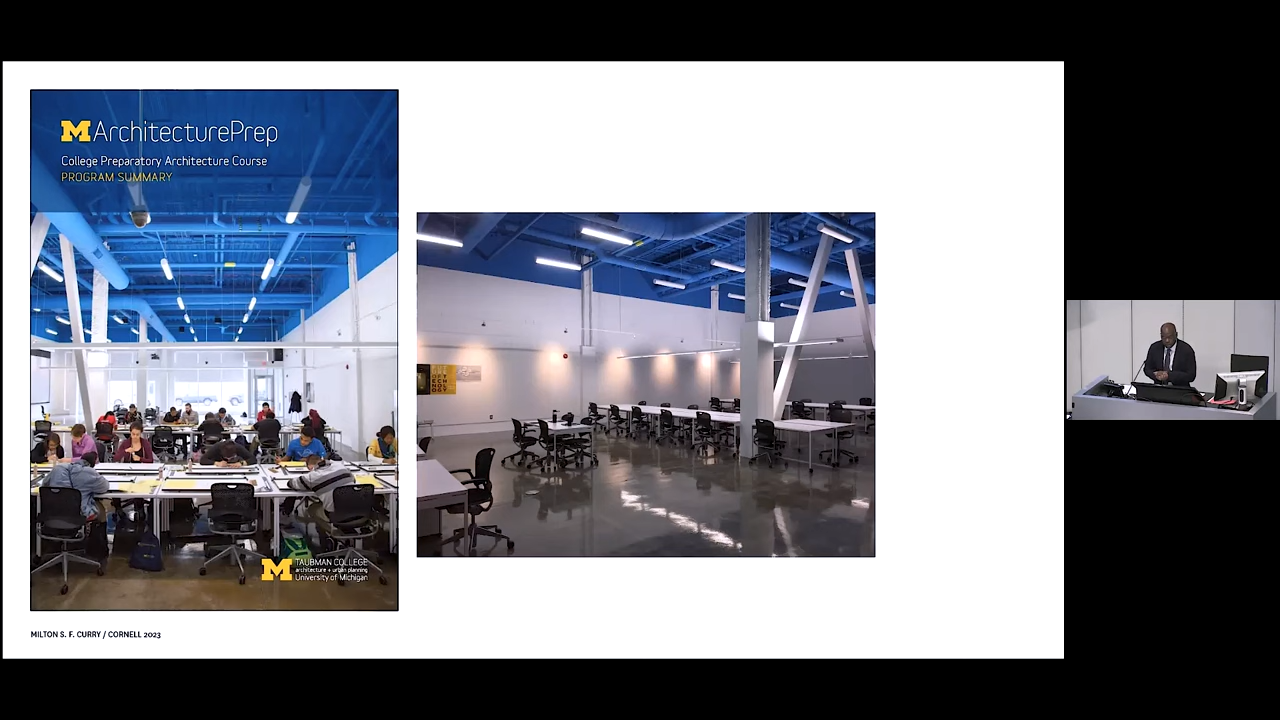 M ArchitecturePrep
College Preparatory Architecture Course
PROGRAM SUMMARY
M TAUBMAN COLLEGE
architecture + urban planning
University of Michigan
MILTON S. F. CURRY / CORNELL 2023